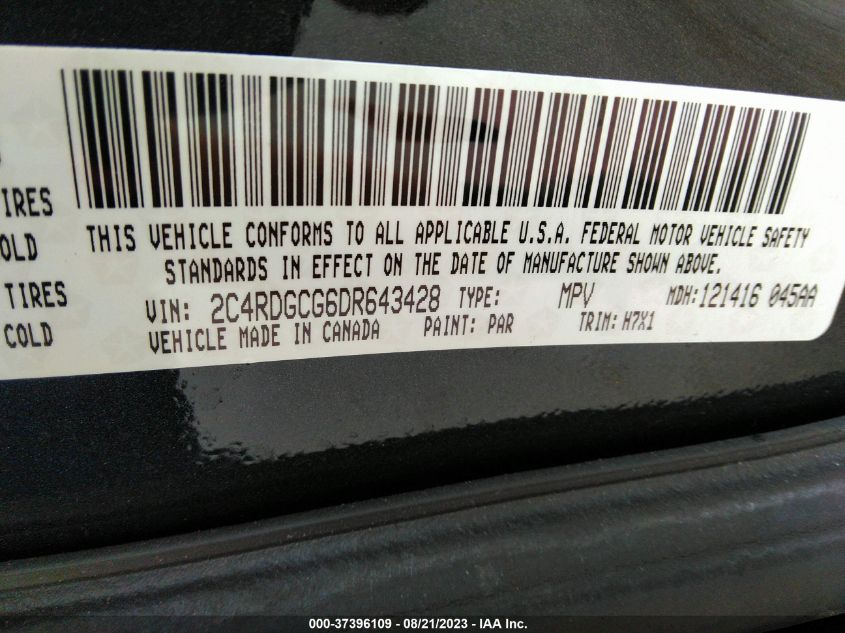 IRES
OLD
TIRES
COLD
THIS VEHICLE CONFORMS TO ALL APPLICABLE U.S.A. FEDERAL MOTOR VEHICLE SAFETY
STANDARDS IN EFFECT ON THE DATE OF MANUFACTURE SHOWN ABOVE.
VIN: 2C4RDGCG6DR643428 TYPE: MPV MDH:121416 045AA
VEHICLE MADE IN CANADA PAINT: PAR TRIM: H7X1
000-37396109 - 08/21/2023 - IAA Inc.